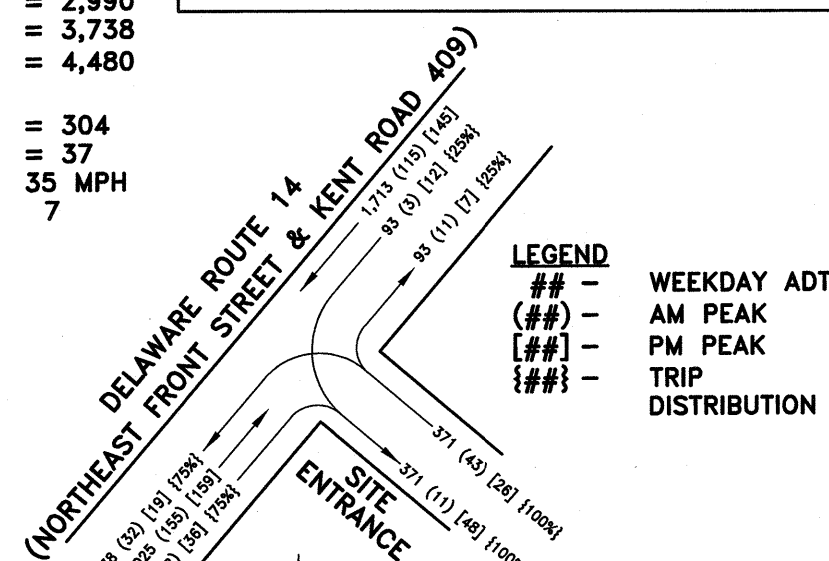 = 2,990
= 3,738
= 4,480
= 304
= 37
35 MPH
7
DELAWARE ROUTE 14
(NORTHEAST FRONT STREET & KENT ROAD 409)
1,713 (115) [145]
93 (3) [12] {25%}
93 (11) [7] {25%}
LEGEND
## - WEEKDAY ADT
(##) - AM PEAK
[##] - PM PEAK
{##} - TRIP
DISTRIBUTION
371 (43) [26] {100%}
371 (11) [48] {100%
SITE
ENTRANCE
(32) [19] {75%}
(155) [159]
[36] {75%}